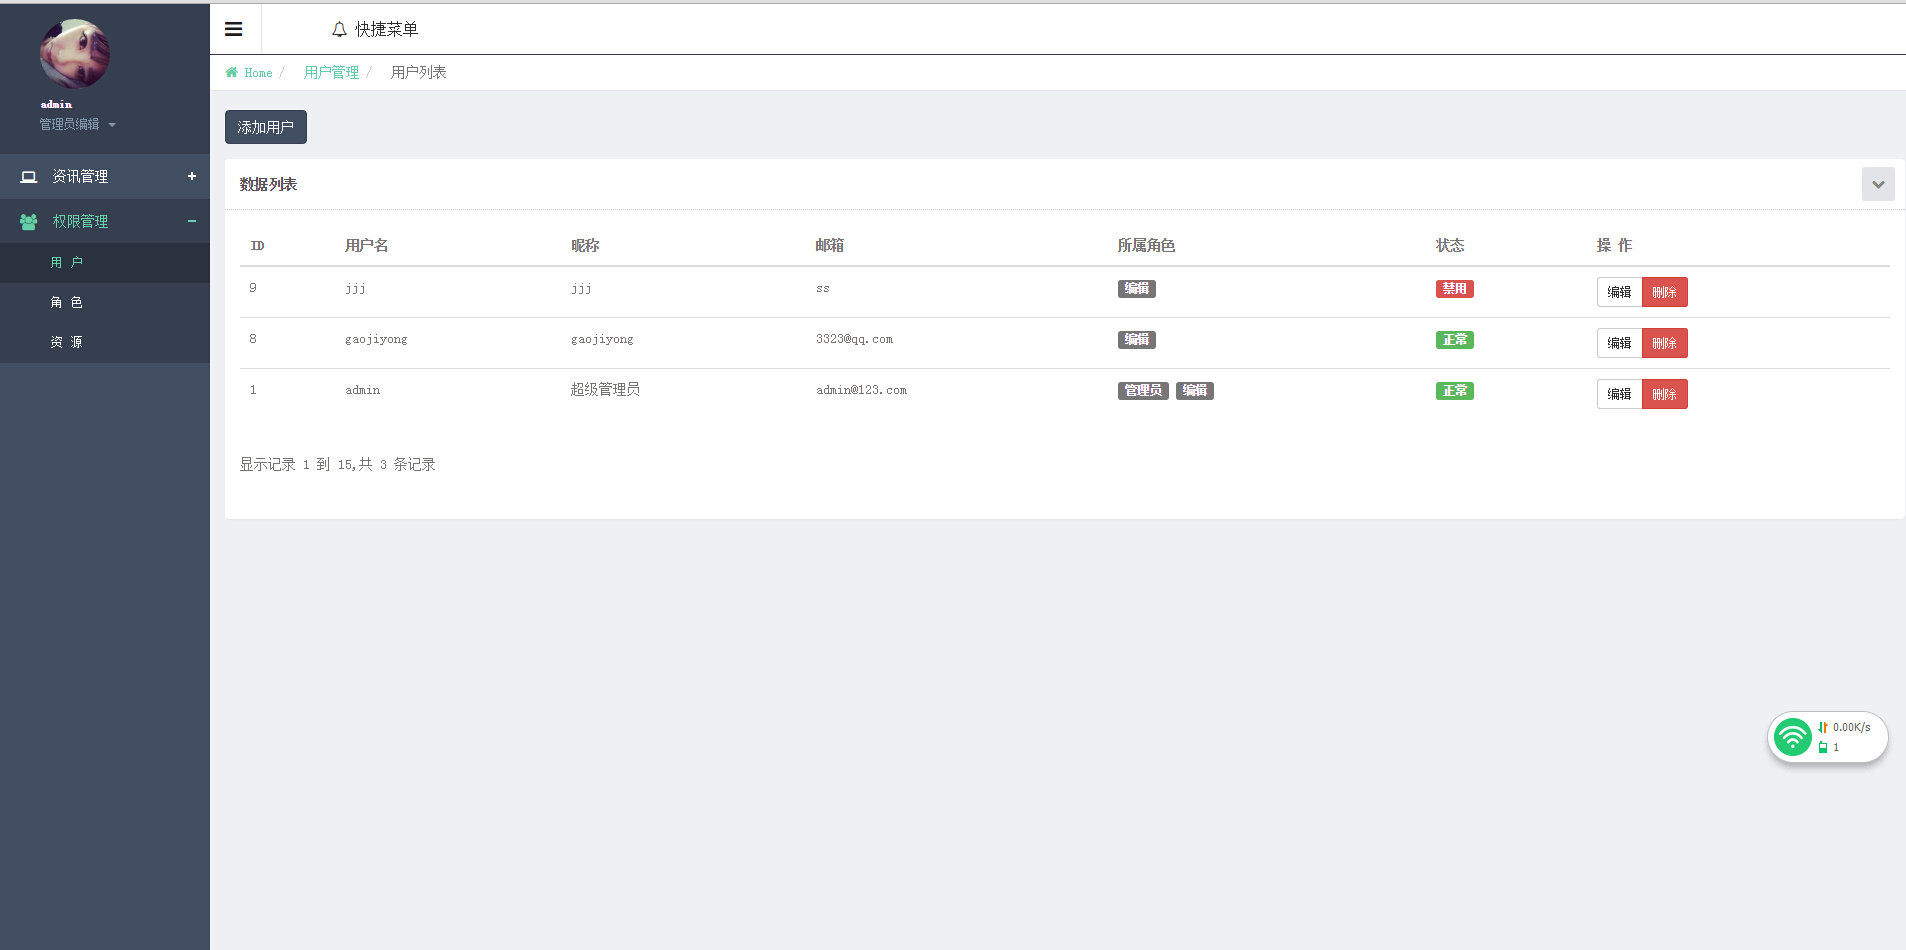 admin
管理员编辑
资讯管理
权限管理
用 户
角 色
资 源
快捷菜单
Home / 用户管理 / 用户列表
添加用户
数据列表
ID 用户名 昵称 邮箱 所属角色 状态 操 作
9 jjj jjj ss 编辑 禁用 编辑 删除
8 gaojiyong gaojiyong 3323@qq.com 编辑 正常 编辑 删除
1 admin 超级管理员 admin@123.com 管理员 编辑 正常 编辑 删除
显示记录 1 到 15,共 3 条记录
0.00K/s
1